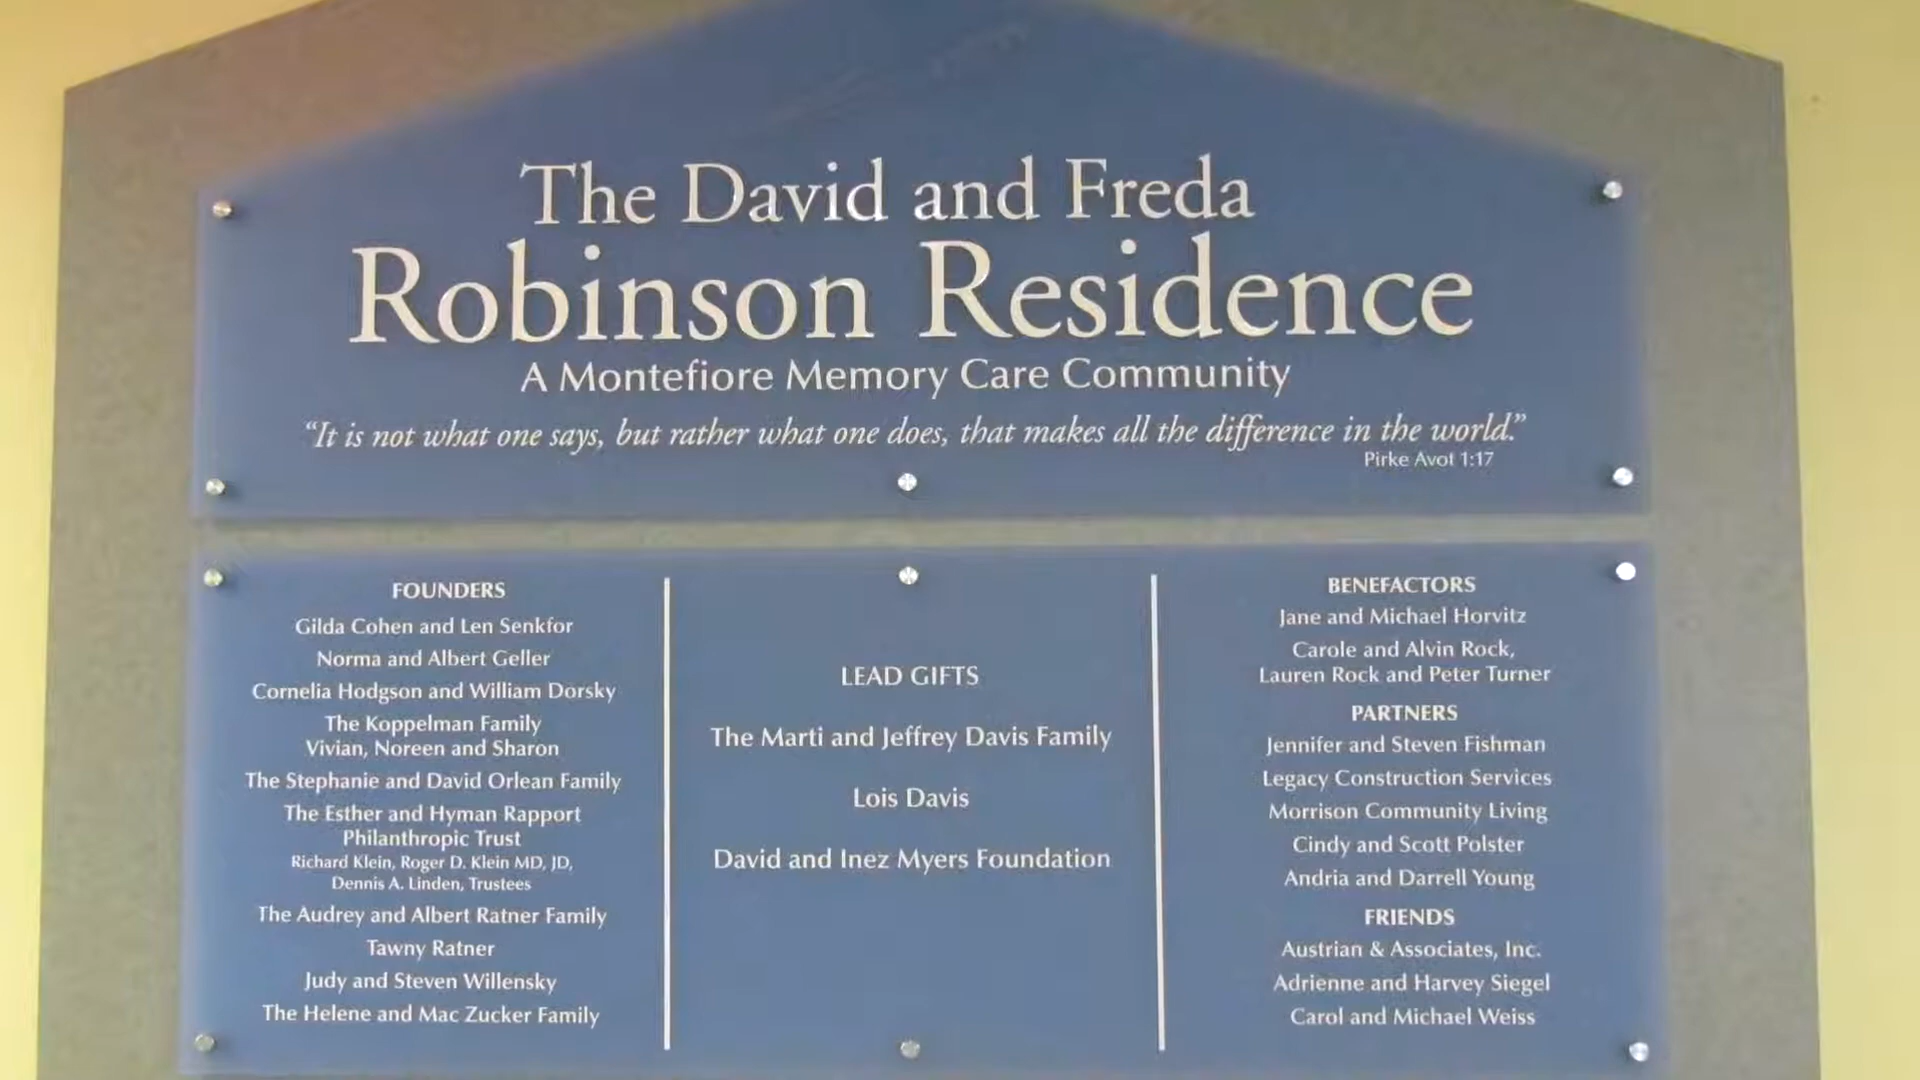 The David and Freda
Robinson Residence
A Montefiore Memory Care Community
“It is not what one says, but rather what one does, that makes all the difference in the world.”
Pirke Avot 1:17
FOUNDERS
Gilda Cohen and Len Senkfor
Norma and Albert Geller
Cornelia Hodgson and William Dorsky
The Koppelman Family
Vivian, Noreen and Sharon
The Stephanie and David Orlean Family
The Esther and Hyman Rapport
Philanthropic Trust
Richard Klein, Roger D. Klein MD, JD,
Dennis A. Linden, Trustees
The Audrey and Albert Ratner Family
Tawny Ratner
Judy and Steven Willensky
The Helene and Mac Zucker Family
LEAD GIFTS
The Marti and Jeffrey Davis Family
Lois Davis
David and Inez Myers Foundation
BENEFACTORS
Jane and Michael Horvitz
Carole and Alvin Rock,
Lauren Rock and Peter Turner
PARTNERS
Jennifer and Steven Fishman
Legacy Construction Services
Morrison Community Living
Cindy and Scott Polster
Andria and Darrell Young
FRIENDS
Austrian & Associates, Inc.
Adrienne and Harvey Siegel
Carol and Michael Weiss